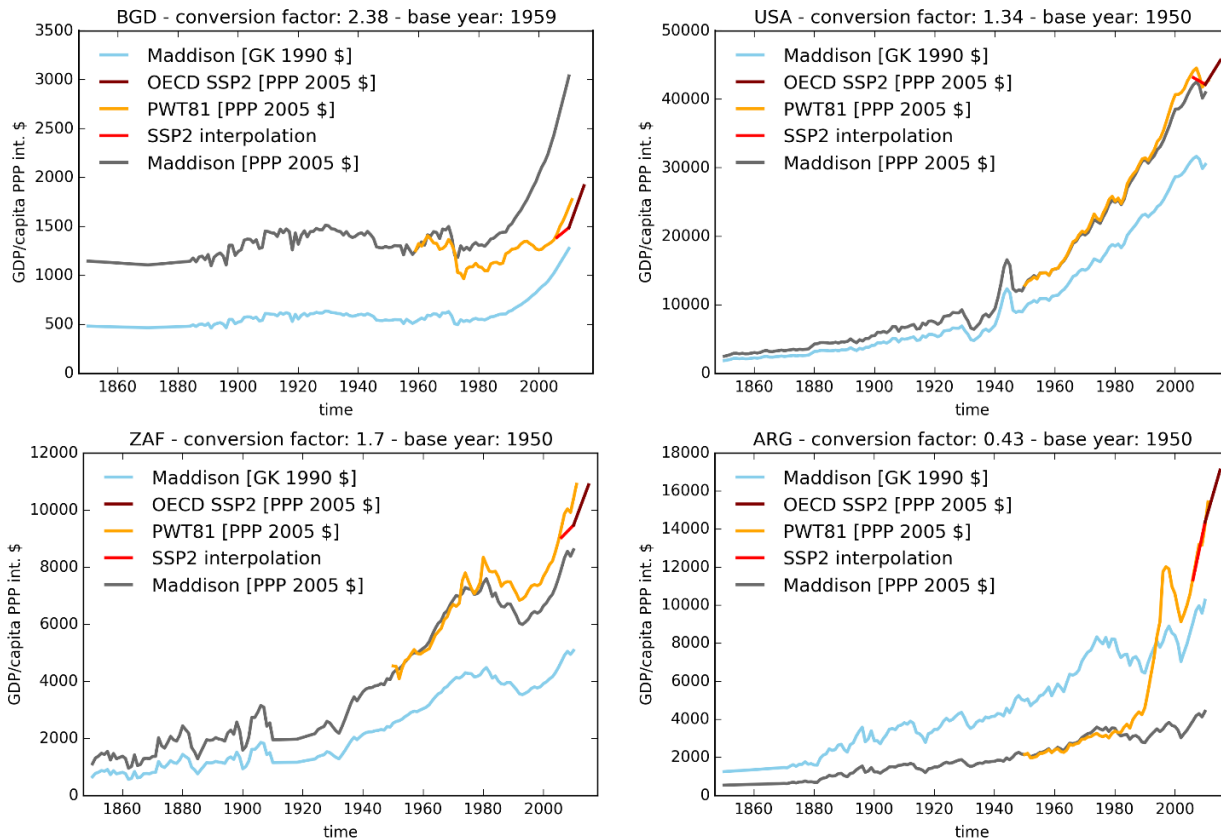 BGD - conversion factor: 2.38 - base year: 1959
3500
3000
2500
2000
1500
1000
500
0
GDP/capita PPP int. $
Maddison [GK 1990 $]
OECD SSP2 [PPP 2005 $]
PWT81 [PPP 2005 $]
SSP2 interpolation
Maddison [PPP 2005 $]
1860 1880 1900 1920 1940 1960 1980 2000
time
USA - conversion factor: 1.34 - base year: 1950
50000
40000
30000
20000
10000
0
GDP/capita PPP int. $
Maddison [GK 1990 $]
OECD SSP2 [PPP 2005 $]
PWT81 [PPP 2005 $]
SSP2 interpolation
Maddison [PPP 2005 $]
1860 1880 1900 1920 1940 1960 1980 2000
time
ZAF - conversion factor: 1.7 - base year: 1950
12000
10000
8000
6000
4000
2000
0
GDP/capita PPP int. $
Maddison [GK 1990 $]
OECD SSP2 [PPP 2005 $]
PWT81 [PPP 2005 $]
SSP2 interpolation
Maddison [PPP 2005 $]
1860 1880 1900 1920 1940 1960 1980 2000
time
ARG - conversion factor: 0.43 - base year: 1950
18000
16000
14000
12000
10000
8000
6000
4000
2000
0
GDP/capita PPP int. $
Maddison [GK 1990 $]
OECD SSP2 [PPP 2005 $]
PWT81 [PPP 2005 $]
SSP2 interpolation
Maddison [PPP 2005 $]
1860 1880 1900 1920 1940 1960 1980 2000
time